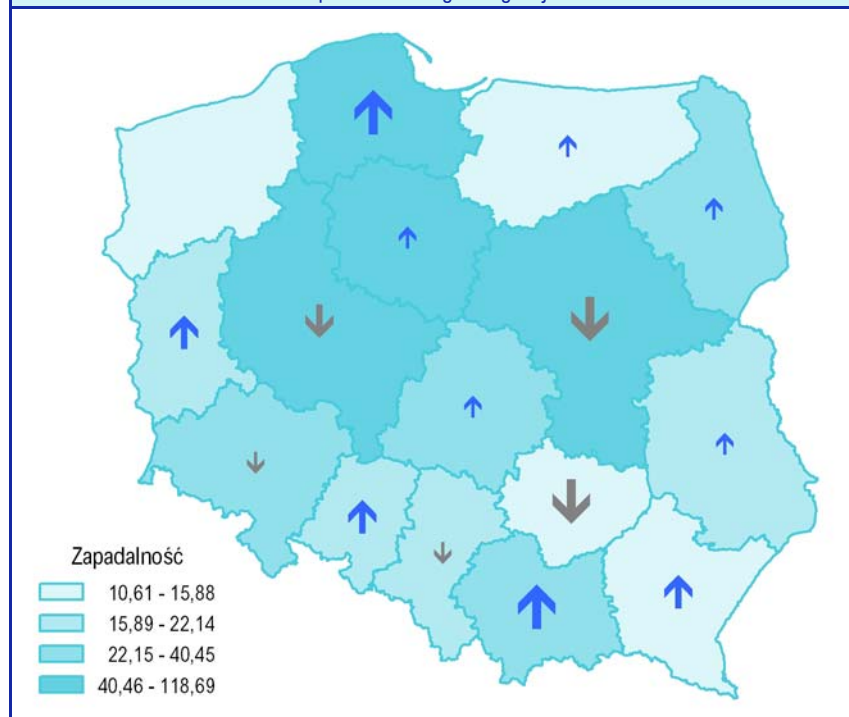 Zapadalność
10,61 - 15,88
15,89 - 22,14
22,15 - 40,45
40,46 - 118,69